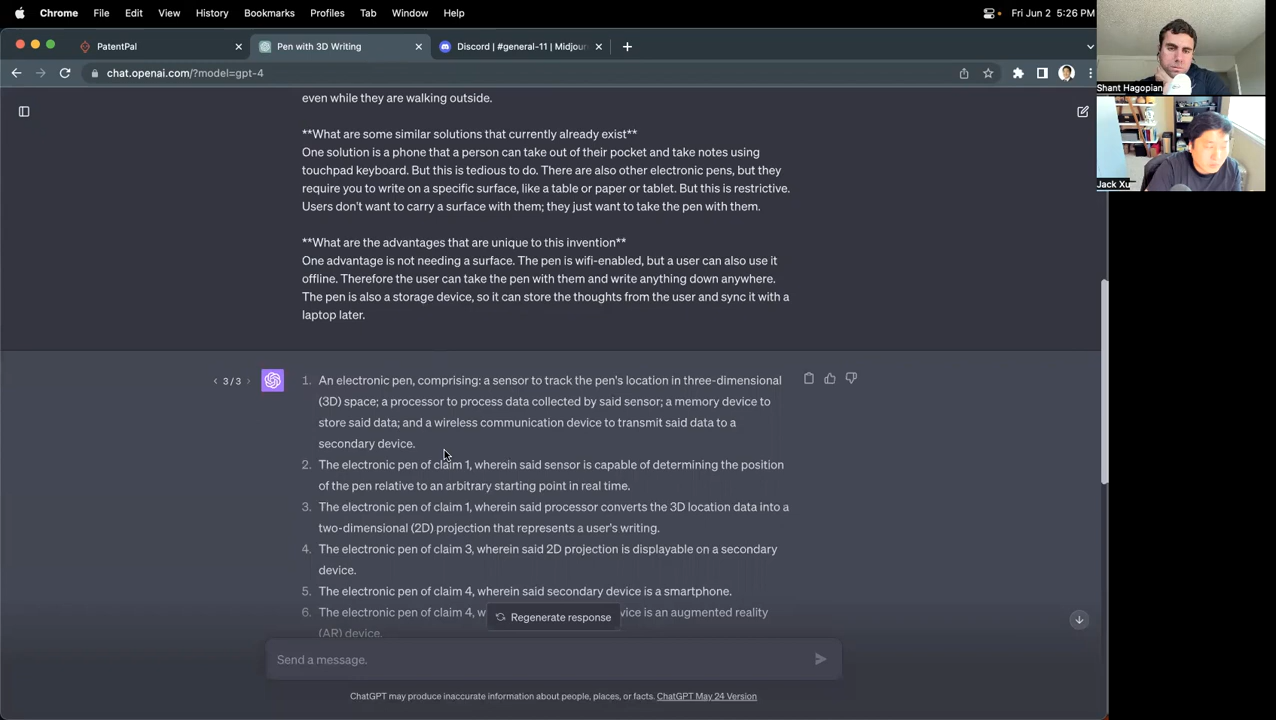 Chrome File Edit View History Bookmarks Profiles Tab Window Help Fri Jun 2 5:26 PM
PatentPal
Pen with 3D Writing
Discord | #general-11 | Midjour
chat.openai.com/?model=gpt-4
Shant Hagopian
Jack Xu
even while they are walking outside.
**What are some similar solutions that currently already exist**
One solution is a phone that a person can take out of their pocket and take notes using
touchpad keyboard. But this is tedious to do. There are also other electronic pens, but they
require you to write on a specific surface, like a table or paper or tablet. But this is restrictive.
Users don't want to carry a surface with them; they just want to take the pen with them.
**What are the advantages that are unique to this invention**
One advantage is not needing a surface. The pen is wifi-enabled, but a user can also use it
offline. Therefore the user can take the pen with them and write anything down anywhere.
The pen is also a storage device, so it can store the thoughts from the user and sync it with a
laptop later.
3 / 3
1. An electronic pen, comprising: a sensor to track the pen's location in three-dimensional
(3D) space; a processor to process data collected by said sensor; a memory device to
store said data; and a wireless communication device to transmit said data to a
secondary device.
2. The electronic pen of claim 1, wherein said sensor is capable of determining the position
of the pen relative to an arbitrary starting point in real time.
3. The electronic pen of claim 1, wherein said processor converts the 3D location data into a
two-dimensional (2D) projection that represents a user's writing.
4. The electronic pen of claim 3, wherein said 2D projection is displayable on a secondary
device.
5. The electronic pen of claim 4, wherein said secondary device is a smartphone.
6. The electronic pen of claim 4, w vice is an augmented reality
(AR) device.
Regenerate response
Send a message.
ChatGPT may produce inaccurate information about people, places, or facts. ChatGPT May 24 Version